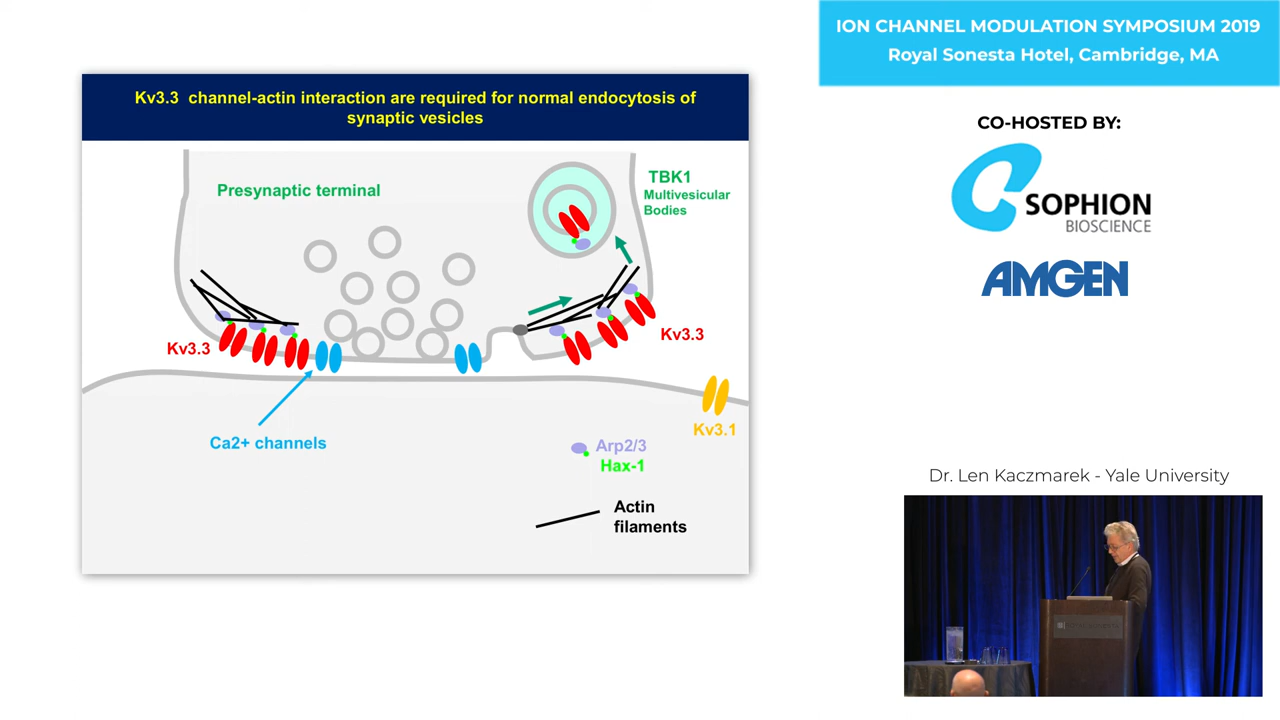 ION CHANNEL MODULATION SYMPOSIUM 2019
Royal Sonesta Hotel, Cambridge, MA
CO-HOSTED BY:
SOPHION
BIOSCIENCE
AMGEN
Kv3.3 channel-actin interaction are required for normal endocytosis of
synaptic vesicles
Presynaptic terminal
TBK1
Multivesicular
Bodies
Kv3.3
Kv3.3
Ca2+ channels
Kv3.1
Arp2/3
Hax-1
Actin
filaments
Dr. Len Kaczmarek - Yale University